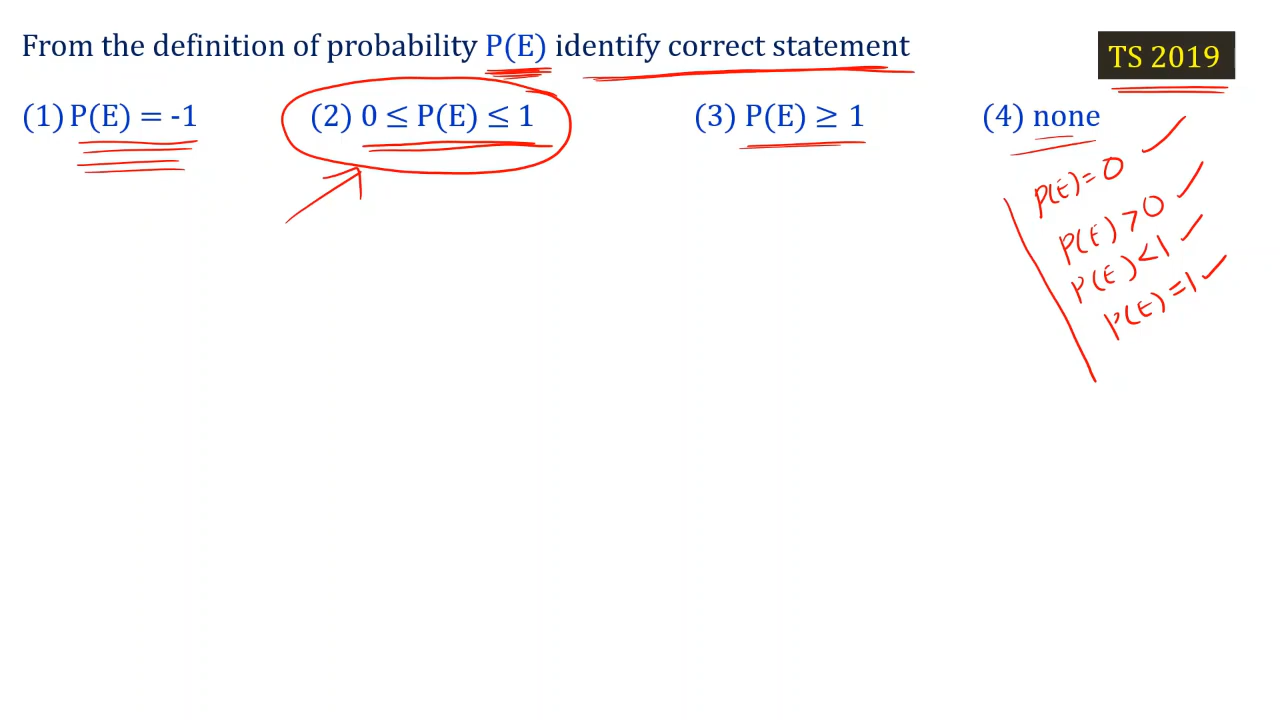 From the definition of probability P(E) identify correct statement
TS 2019
(1) P(E) = -1 (2) 0 ≤ P(E) ≤ 1 (3) P(E) ≥ 1 (4) none
P(E) = 0
P(E) > 0
P(E) < 1
P(E) = 1